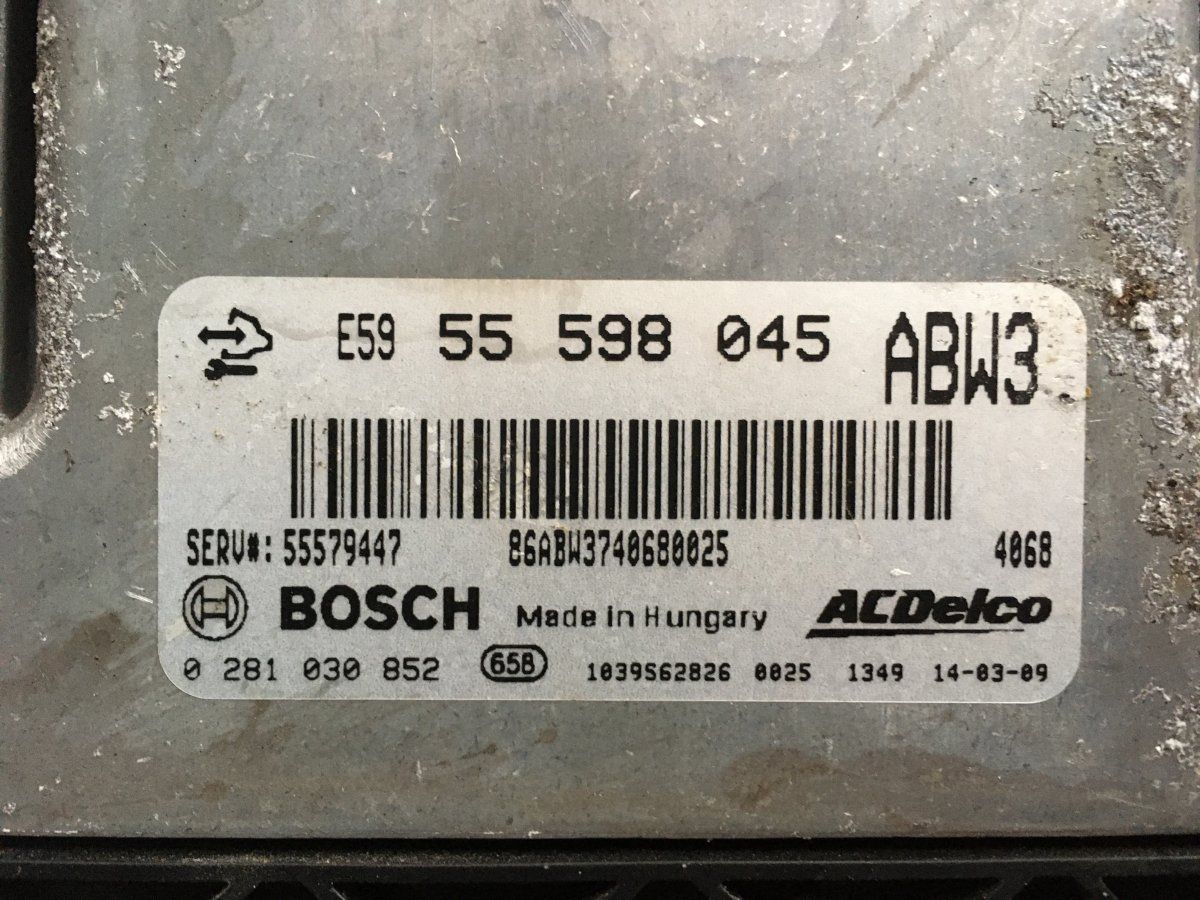 E59 55 598 045 ABW3
SERV#: 55579447 86ABW3740680025 4068
BOSCH Made in Hungary ACDelco
0 281 030 852 658 1039S62826 0025 1349 14-03-09